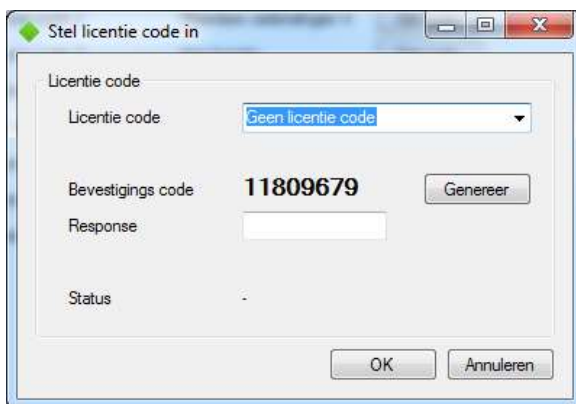 Stel licentie code in
Licentie code
Licentie code Geen licentie code
Bevestigings code 11809679 Genereer
Response
Status -
OK Annuleren